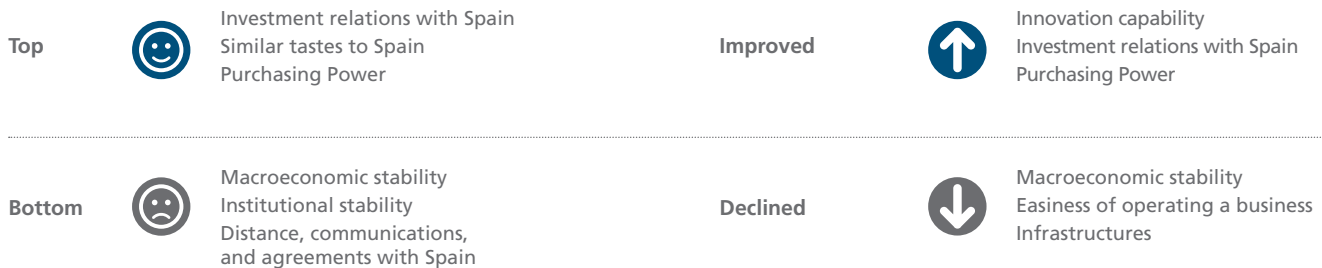 Top
Investment relations with Spain
Similar tastes to Spain
Purchasing Power
Improved
Innovation capability
Investment relations with Spain
Purchasing Power
Bottom
Macroeconomic stability
Institutional stability
Distance, communications,
and agreements with Spain
Declined
Macroeconomic stability
Easiness of operating a business
Infrastructures